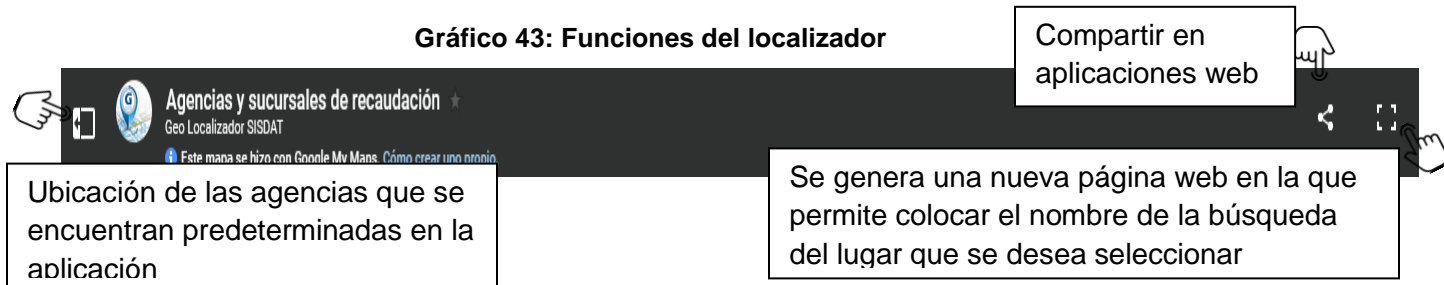 Gráfico 43: Funciones del localizador
Compartir en
aplicaciones web
G
Agencias y sucursales de recaudación
Geo Localizador SISDAT
Este mapa se hizo con Google My Maps. Cómo crear uno propio.
Ubicación de las agencias que se
encuentran predeterminadas en la
aplicación
Se genera una nueva página web en la que
permite colocar el nombre de la búsqueda
del lugar que se desea seleccionar